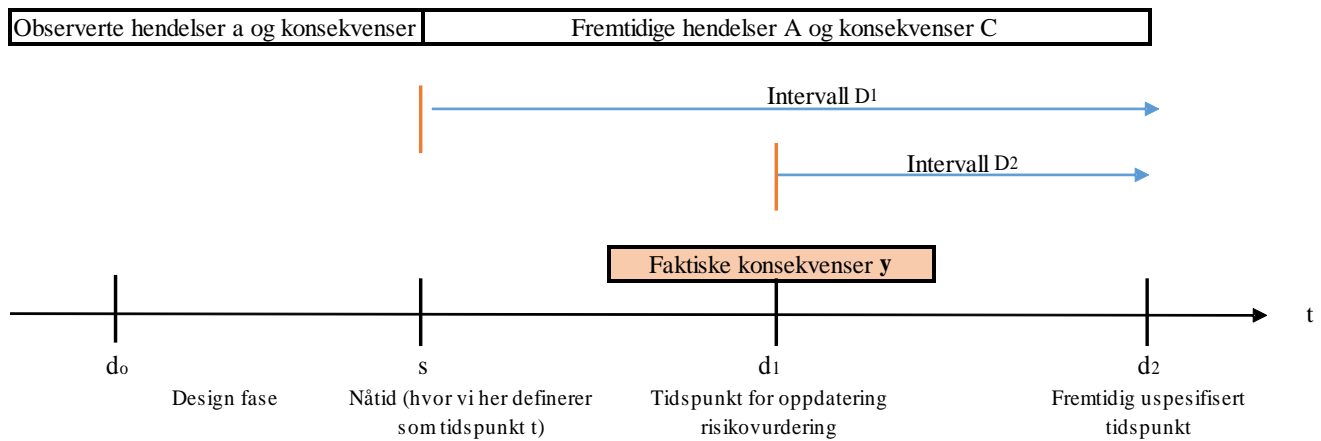 Observerte hendelser a og konsekvenser
Fremtidige hendelser A og konsekvenser C
Intervall D1
Intervall D2
Faktiske konsekvenser y
t
do
s
d1
d2
Design fase
Nåtid (hvor vi her definerer
som tidspunkt t)
Tidspunkt for oppdatering
risikovurdering
Fremtidig uspesifisert
tidspunkt